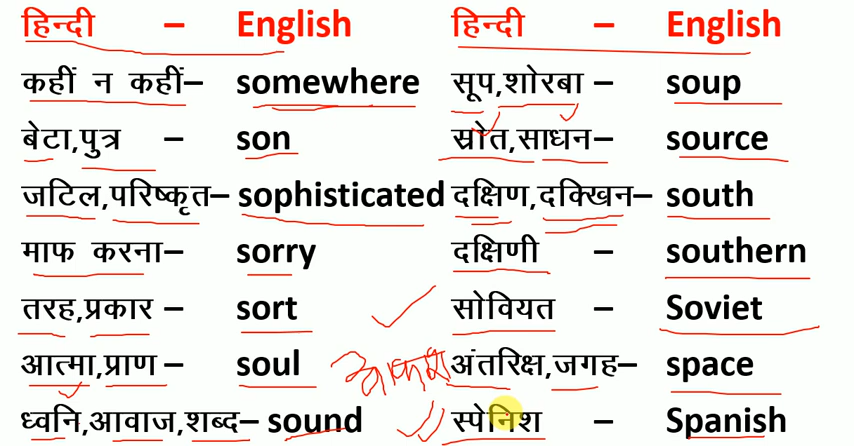 हिन्दी – English हिन्दी – English
कहीं न कहीं– somewhere सूप,शोरबा – soup
बेटा,पुत्र – son स्रोत,साधन– source
जटिल,परिष्कृत– sophisticated दक्षिण,दक्खिन– south
माफ करना– sorry दक्षिणी – southern
तरह,प्रकार – sort सोवियत – Soviet
आत्मा,प्राण – soul अंतरिक्ष,जगह– space
ध्वनि,आवाज,शब्द– sound स्पेनिश – Spanish